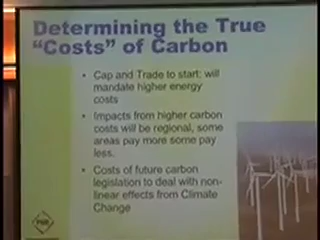 Determining the True
"Costs" of Carbon
• Cap and Trade to start: will
mandate higher energy
costs
• Impacts from higher carbon
costs will be regional, some
areas pay more some pay
less.
• Costs of future carbon
legislation to deal with non-
linear effects from Climate
Change